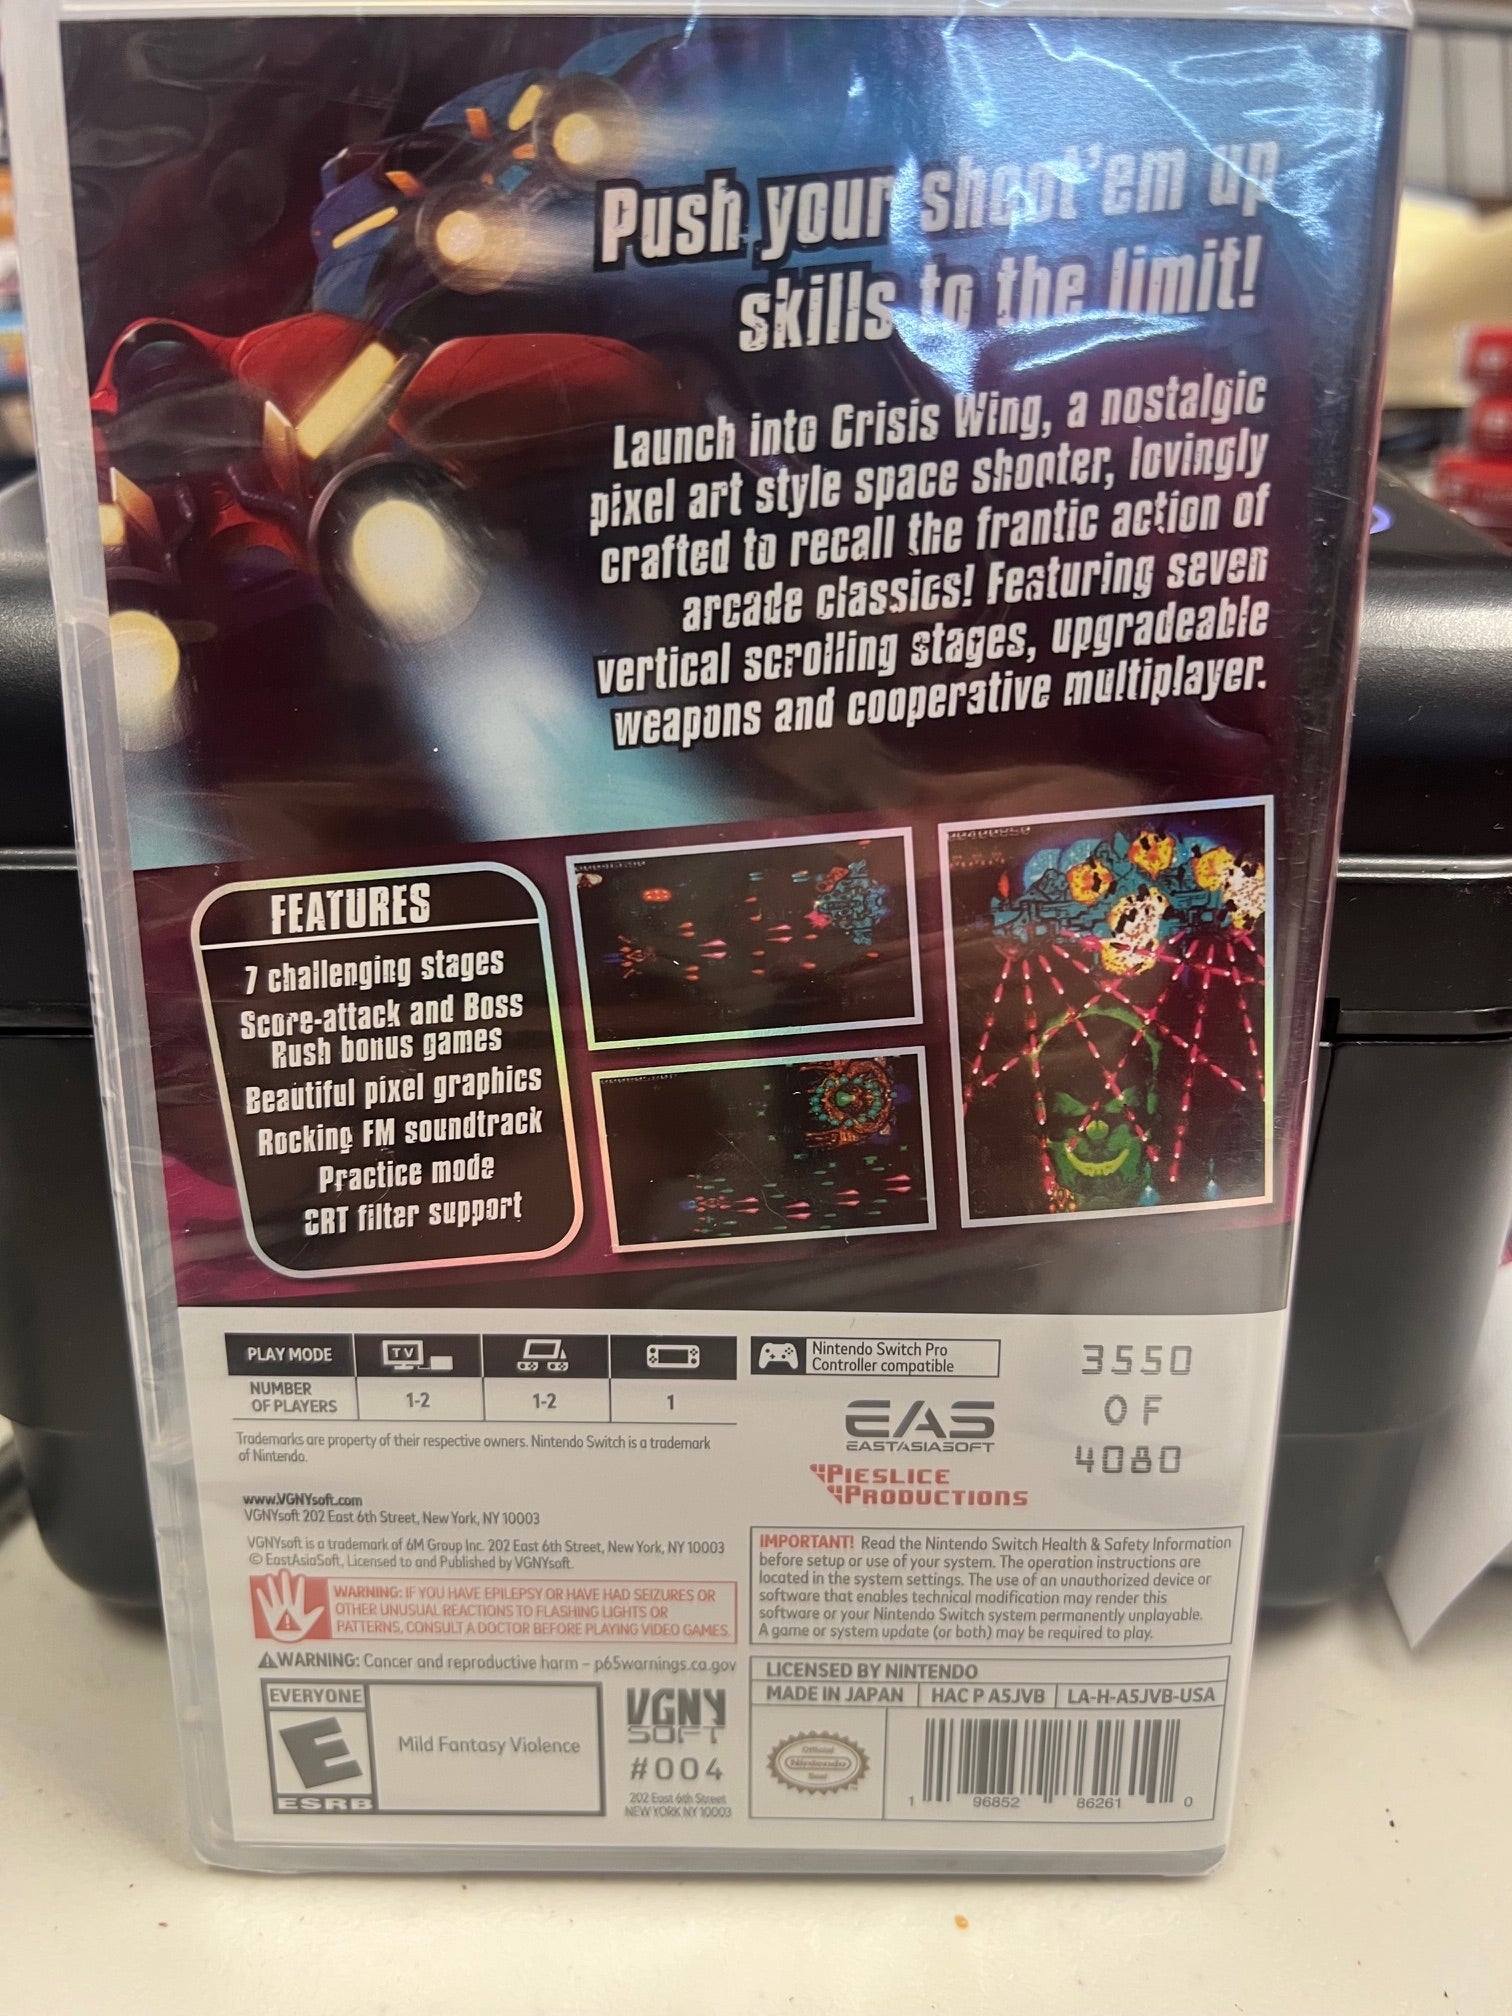 Push your shoot'em up
skills to the limit!
Launch into Crisis Wing, a nostalgic
pixel art style space shooter, lovingly
crafted to recall the frantic action of
arcade classics! Featuring seven
vertical scrolling stages, upgradeable
weapons and cooperative multiplayer.
FEATURES
7 challenging stages
Score-attack and Boss
Rush bonus games
Beautiful pixel graphics
Rocking FM soundtrack
Practice mode
CRT filter support
PLAY MODE
TV
NUMBER
OF PLAYERS
1-2
1-2
1
Nintendo Switch Pro
Controller compatible
3550
OF
4080
EAS
EASTASIASOFT
PIESLICE
PRODUCTIONS
Trademarks are property of their respective owners. Nintendo Switch is a trademark
of Nintendo.
www.VGNYsoft.com
VGNYsoft 202 East 6th Street, New York, NY 10003
VGNYsoft is a trademark of 6M Group Inc. 202 East 6th Street, New York, NY 10003
© EastAsiaSoft, Licensed to and Published by VGNYsoft.
WARNING: IF YOU HAVE EPILEPSY OR HAVE HAD SEIZURES OR
OTHER UNUSUAL REACTIONS TO FLASHING LIGHTS OR
PATTERNS, CONSULT A DOCTOR BEFORE PLAYING VIDEO GAMES.
WARNING: Cancer and reproductive harm – p65warnings.ca.gov
IMPORTANT! Read the Nintendo Switch Health & Safety Information
before setup or use of your system. The operation instructions are
located in the system settings. The use of an unauthorized device or
software that enables technical modification may render this
software or your Nintendo Switch system permanently unplayable.
A game or system update (or both) may be required to play.
EVERYONE
E
ESRB
Mild Fantasy Violence
VGNY
SOFT
#004
202 East 6th Street
NEW YORK NY 10003
LICENSED BY NINTENDO
MADE IN JAPAN
HAC P A5JVB
LA-H-A5JVB-USA
Official
Nintendo
Seal
1 96852 86261 0